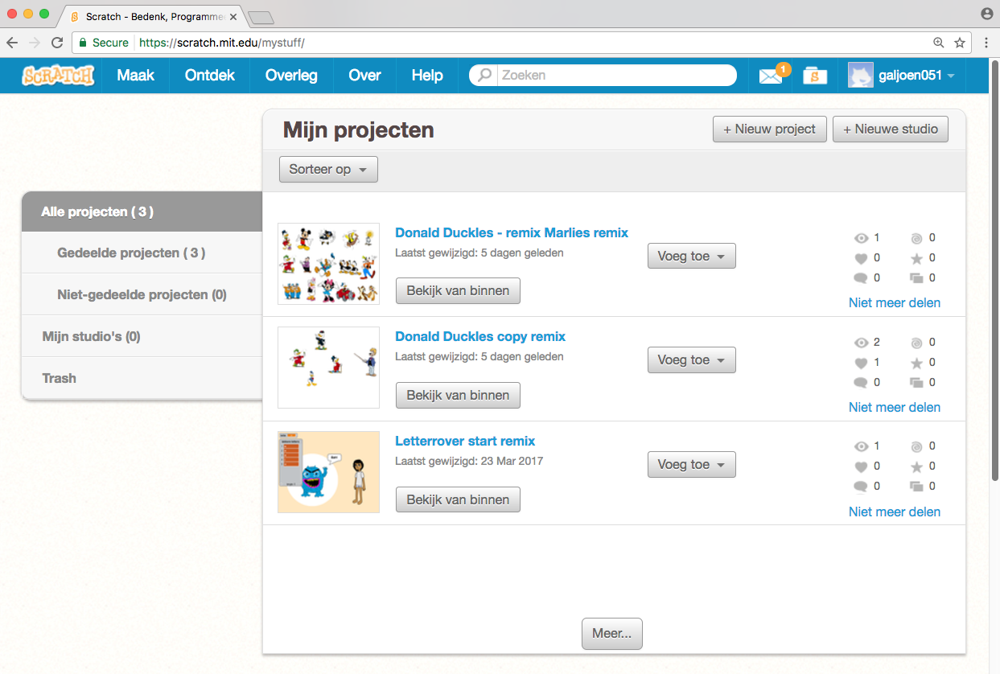 Scratch - Bedenk, Programmee
Secure https://scratch.mit.edu/mystuff/
SCRATCH Maak Ontdek Overleg Over Help Zoeken 1 galjoen051
Mijn projecten
+ Nieuw project
+ Nieuwe studio
Sorteer op
Alle projecten ( 3 )
Gedeelde projecten ( 3 )
Niet-gedeelde projecten (0)
Mijn studio's (0)
Trash
Donald Duckles - remix Marlies remix
Laatst gewijzigd: 5 dagen geleden
Bekijk van binnen
Voeg toe
1 0
0 0
0 0
Niet meer delen
Donald Duckles copy remix
Laatst gewijzigd: 5 dagen geleden
Bekijk van binnen
Voeg toe
2 0
1 0
0 0
Niet meer delen
Letterrover start remix
Laatst gewijzigd: 23 Mar 2017
Bekijk van binnen
Voeg toe
1 0
0 0
0 0
Niet meer delen
Meer...